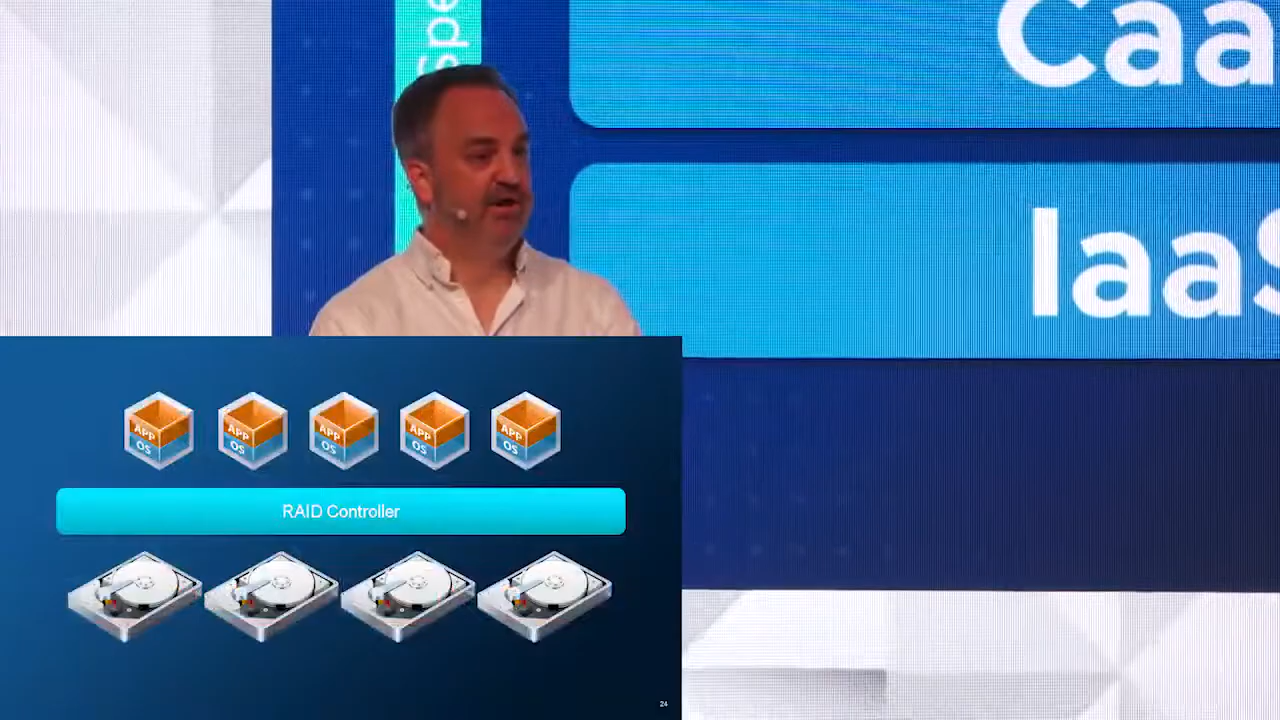 Spe
Caa
IaaS
APP
OS
APP
OS
APP
OS
APP
OS
APP
OS
RAID Controller
24